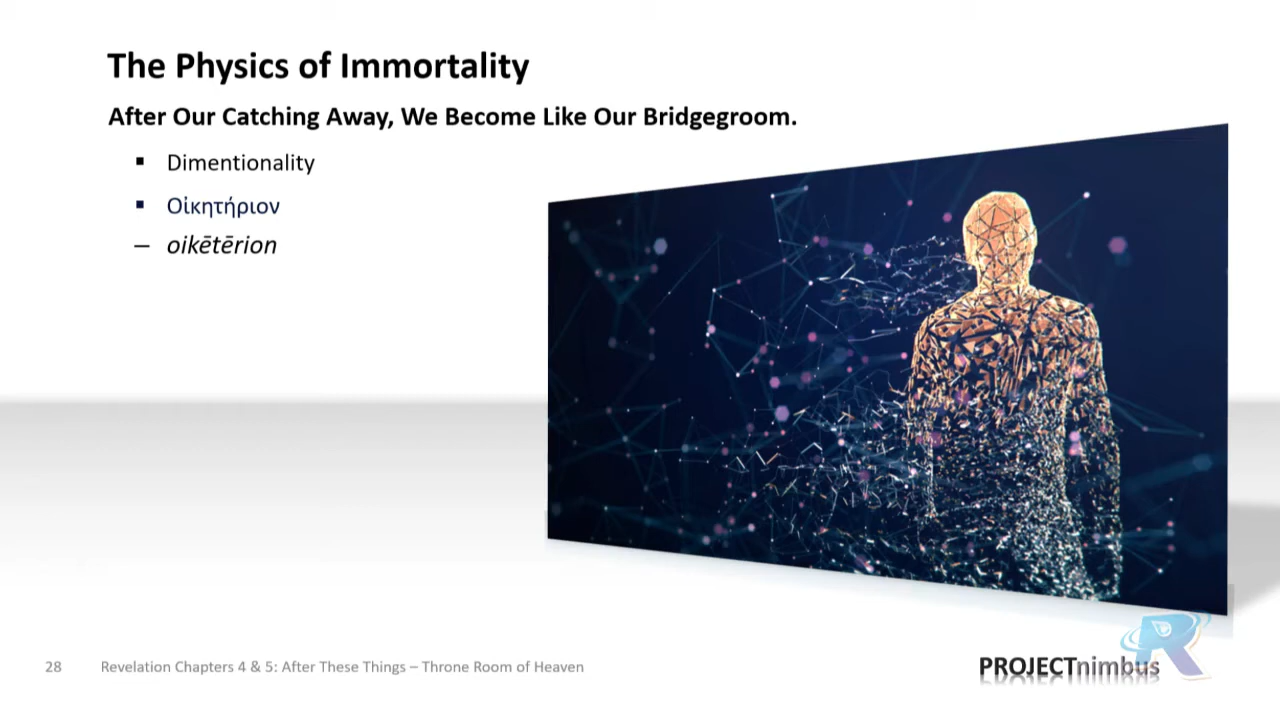 The Physics of Immortality
After Our Catching Away, We Become Like Our Bridgegroom.
▪ Dimentionality
▪ Οἰκητήριον
– oikētērion
28 Revelation Chapters 4 & 5: After These Things – Throne Room of Heaven
PROJECTnimbus
R